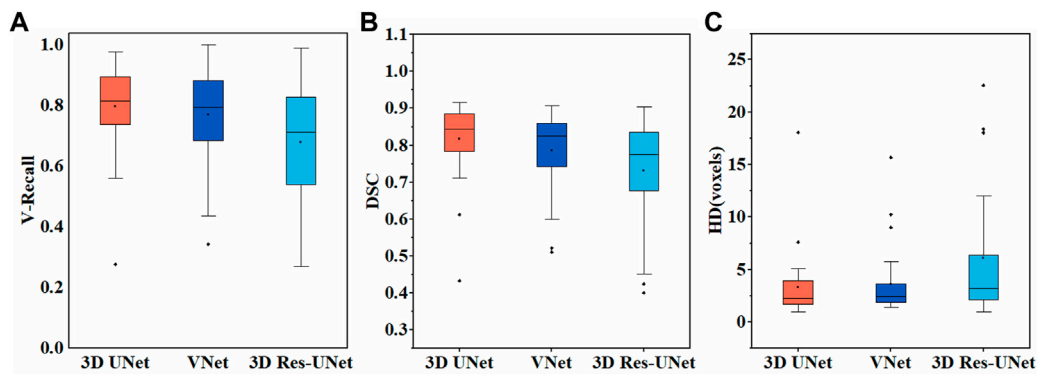 A
V-Recall
1.0
0.8
0.6
0.4
0.2
0.0
3D UNet VNet 3D Res-UNet
B
DSC
1.1
1.0
0.9
0.8
0.7
0.6
0.5
0.4
0.3
3D UNet VNet 3D Res-UNet
C
HD(voxels)
25
20
15
10
5
0
3D UNet VNet 3D Res-UNet